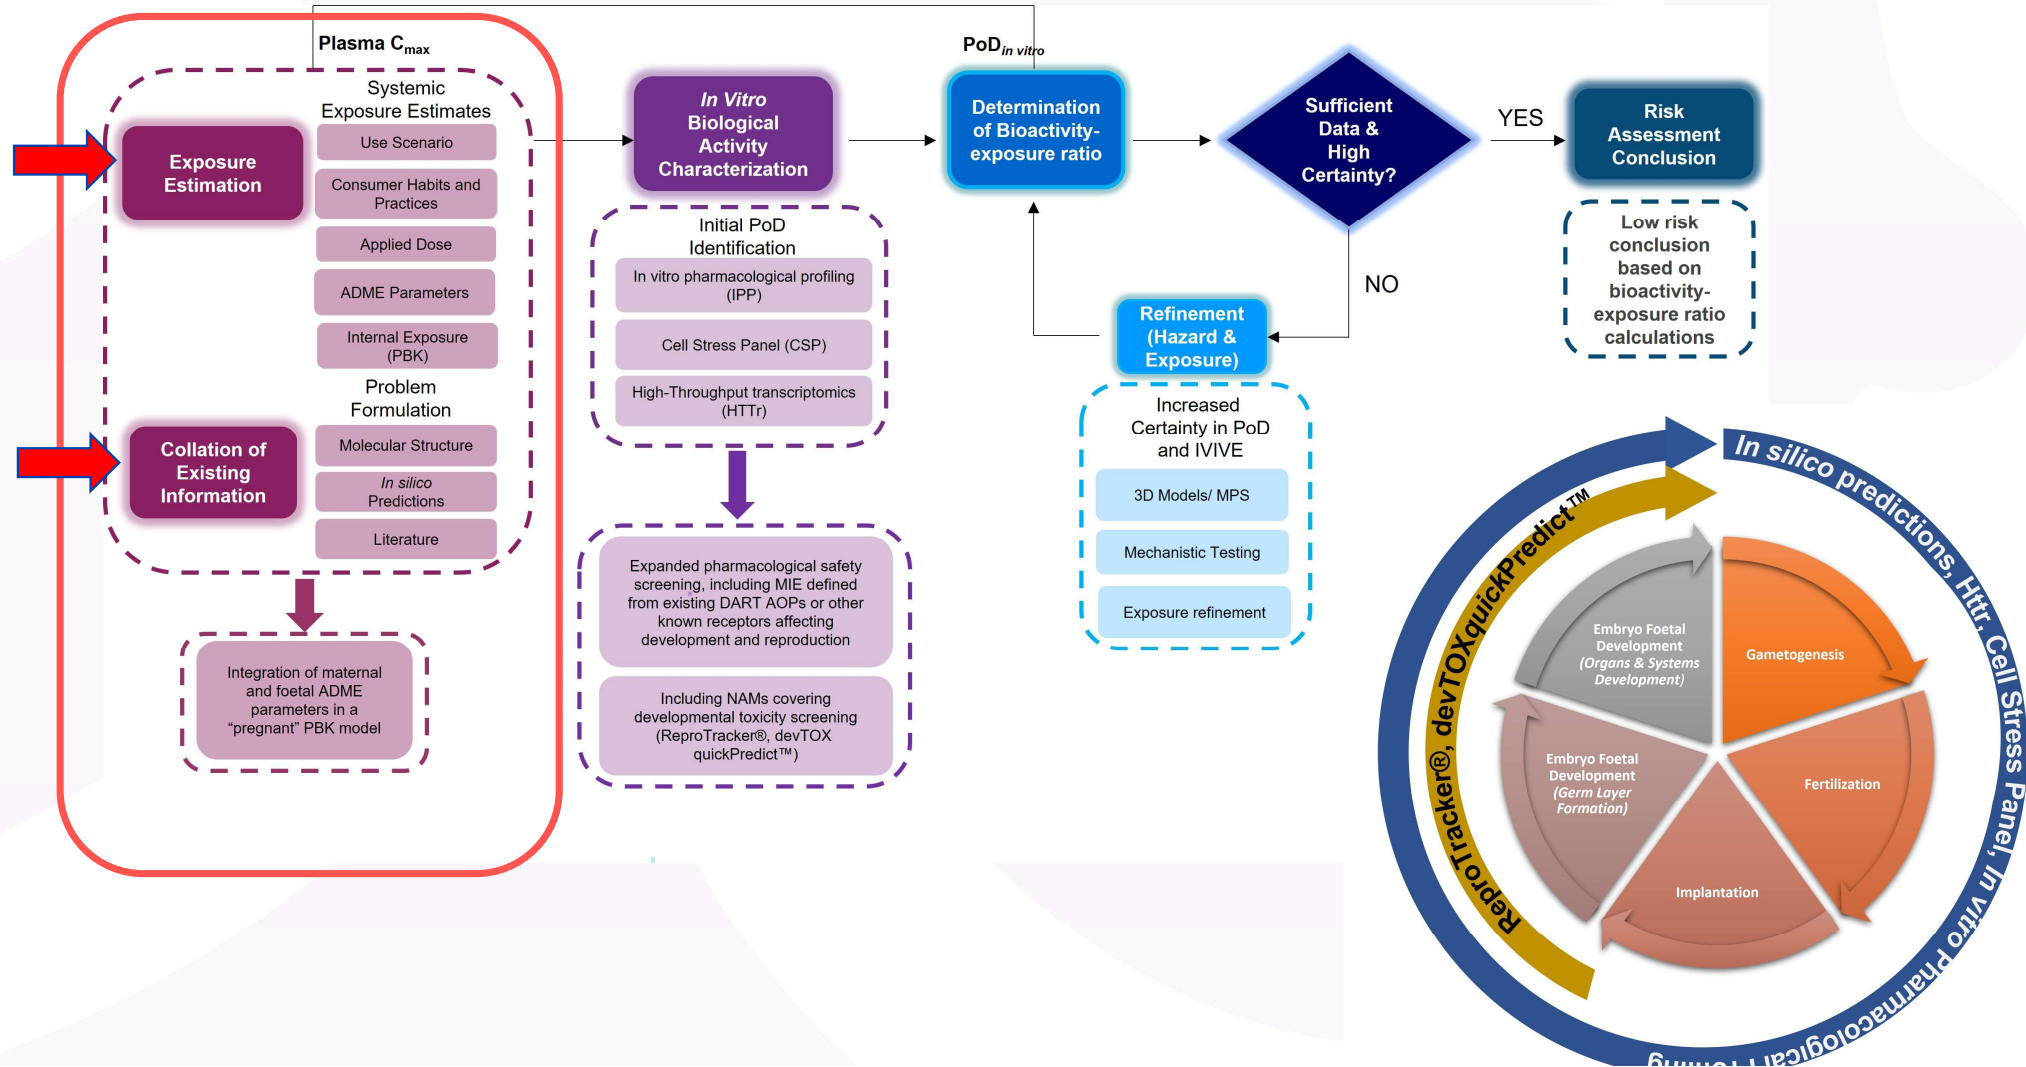 Plasma Cmax
Systemic
Exposure Estimates
Exposure
Estimation
Use Scenario
Consumer Habits and
Practices
Applied Dose
ADME Parameters
Internal Exposure
(PBK)
Problem
Formulation
Collation of
Existing
Information
Molecular Structure
In silico
Predictions
Literature
Integration of maternal
and foetal ADME
parameters in a
“pregnant” PBK model
In Vitro
Biological
Activity
Characterization
Initial PoD
Identification
In vitro pharmacological profiling
(IPP)
Cell Stress Panel (CSP)
High-Throughput transcriptomics
(HTTr)
Expanded pharmacological safety
screening, including MIE defined
from existing DART AOPs or other
known receptors affecting
development and reproduction
Including NAMs covering
developmental toxicity screening
(ReproTracker®, devTOX
quickPredict™)
PoDin vitro
Determination
of Bioactivity-
exposure ratio
Sufficient
Data &
High
Certainty?
YES
NO
Refinement
(Hazard &
Exposure)
Increased
Certainty in PoD
and IVIVE
3D Models/ MPS
Mechanistic Testing
Exposure refinement
Risk
Assessment
Conclusion
Low risk
conclusion
based on
bioactivity-
exposure ratio
calculations
In silico predictions, Httr, Cell Stress Panel, In vitro Pharmacological Profiling
ReproTracker®, devTOXquickPredict™
Gametogenesis
Fertilization
Implantation
Embryo Foetal
Development
(Germ Layer
Formation)
Embryo Foetal
Development
(Organs & Systems
Development)